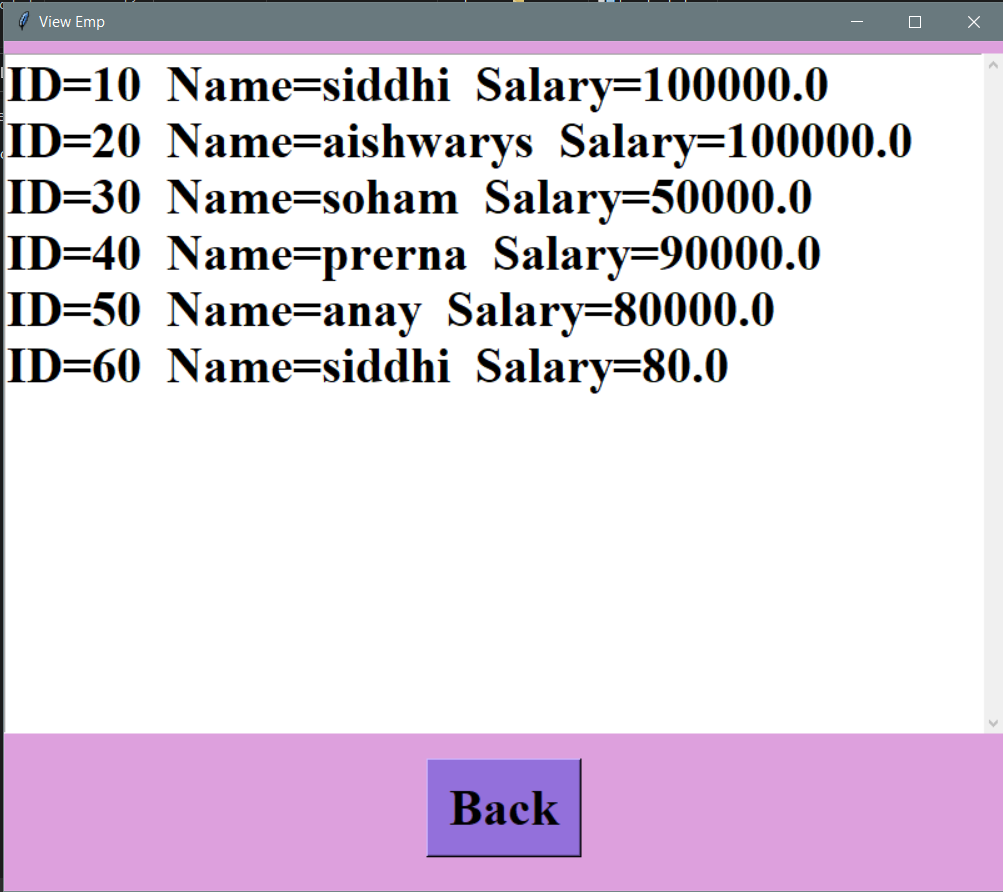 View Emp
ID=10 Name=siddhi Salary=100000.0
ID=20 Name=aishwarys Salary=100000.0
ID=30 Name=soham Salary=50000.0
ID=40 Name=prerna Salary=90000.0
ID=50 Name=anay Salary=80000.0
ID=60 Name=siddhi Salary=80.0
Back